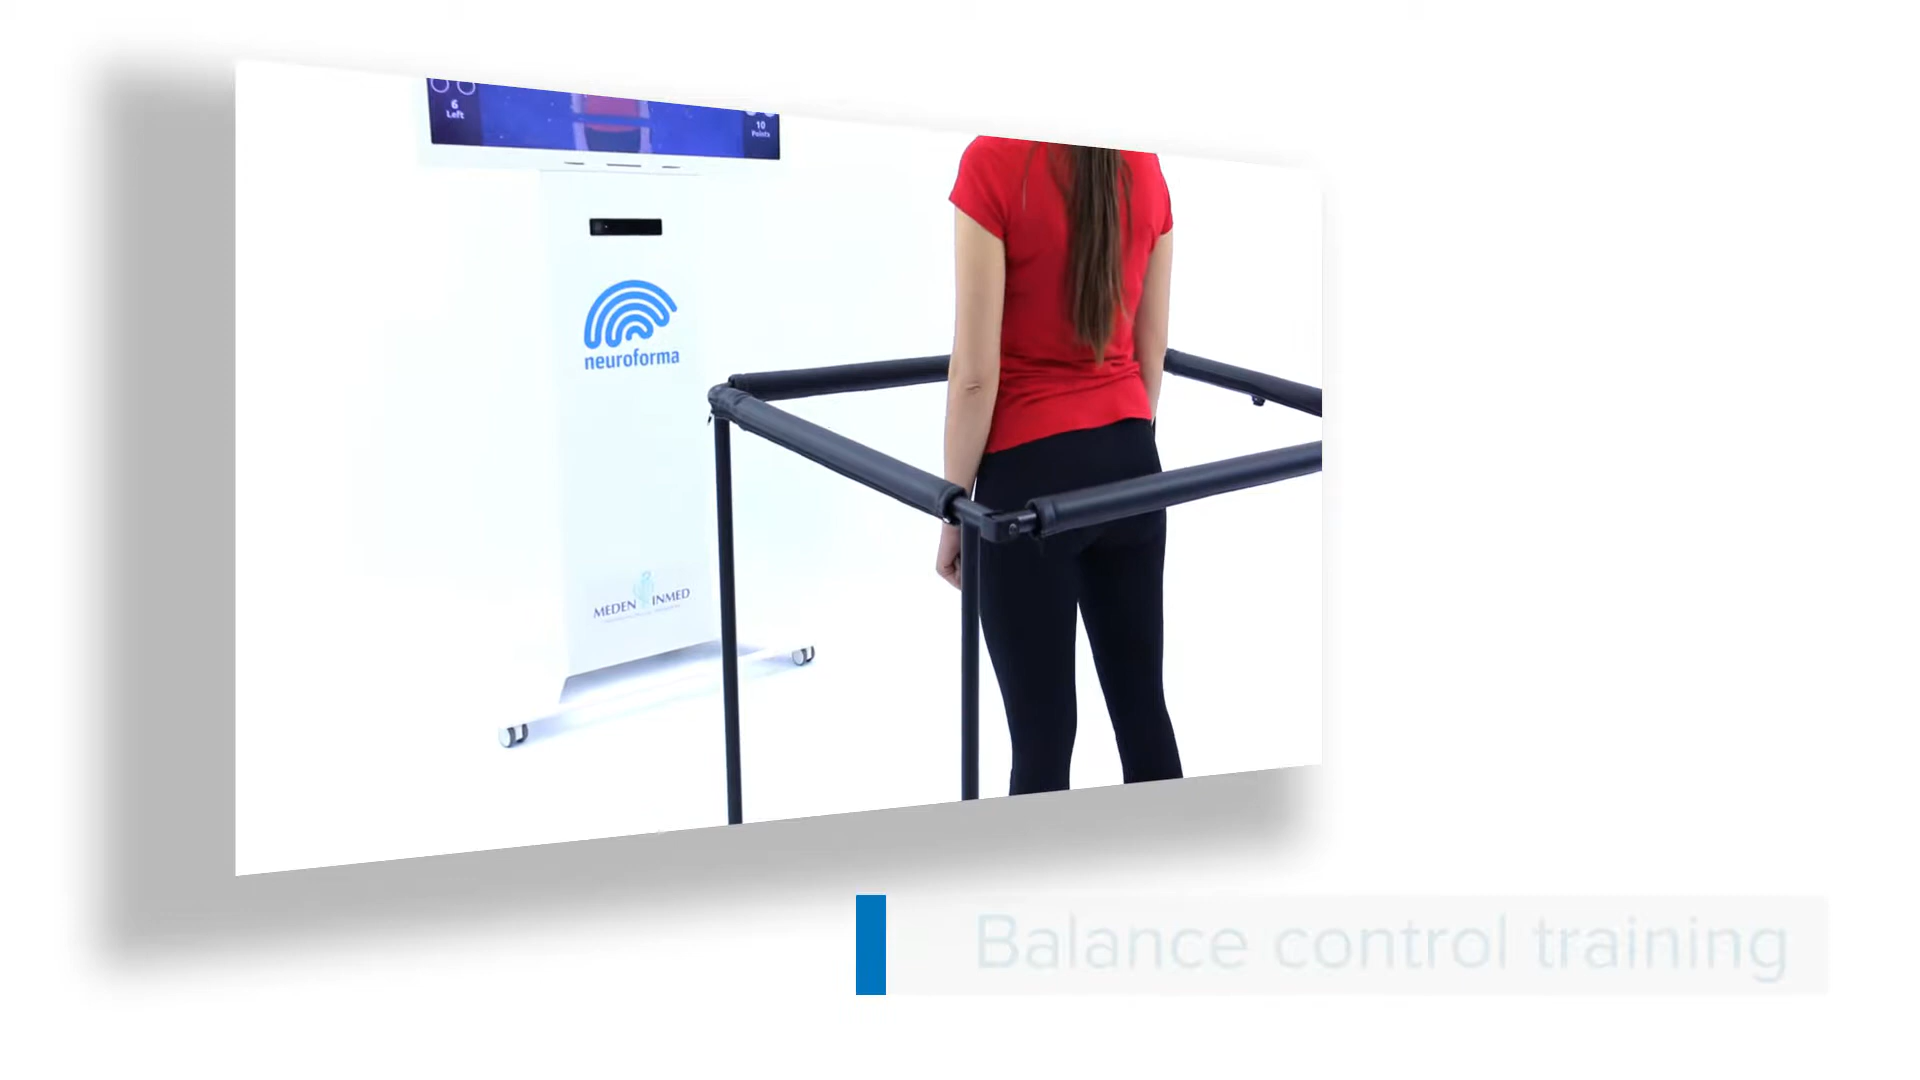 6
Left
10
Points
neuroforma
MEDEN INMED
Balance control training